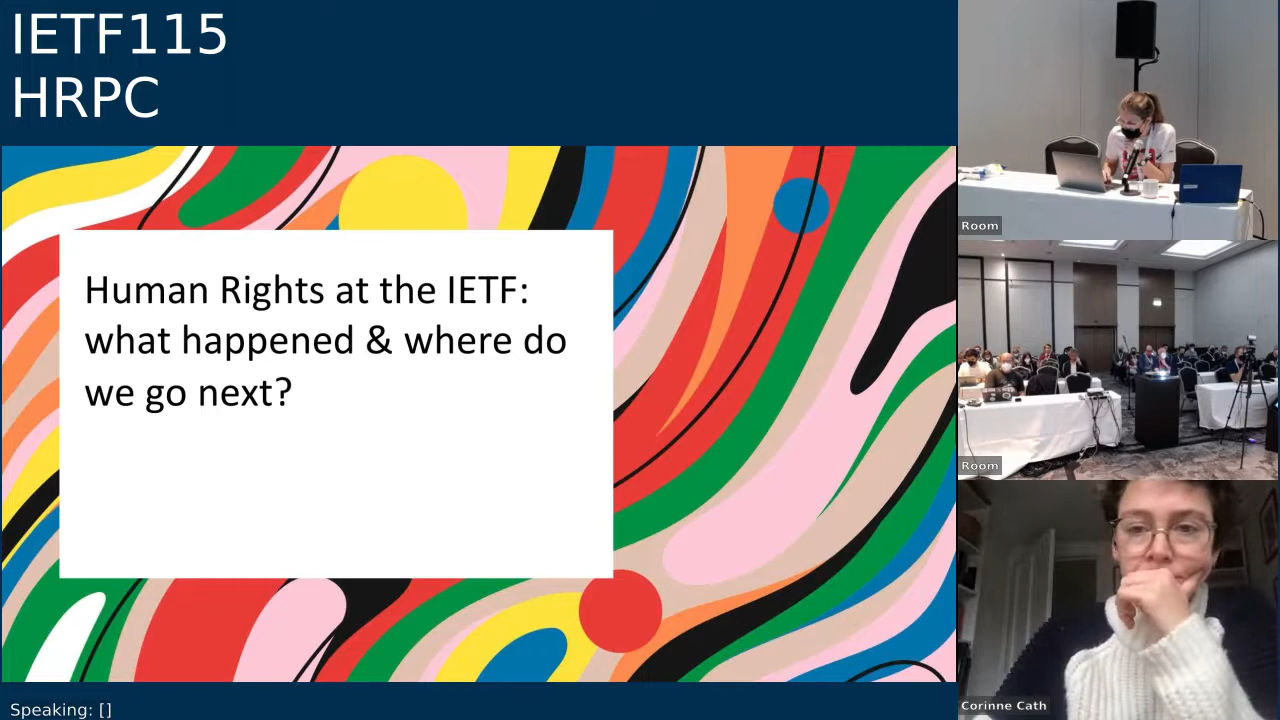 IETF115
HRPC
Human Rights at the IETF:
what happened & where do
we go next?
Room
Room
Corinne Cath
Speaking: []